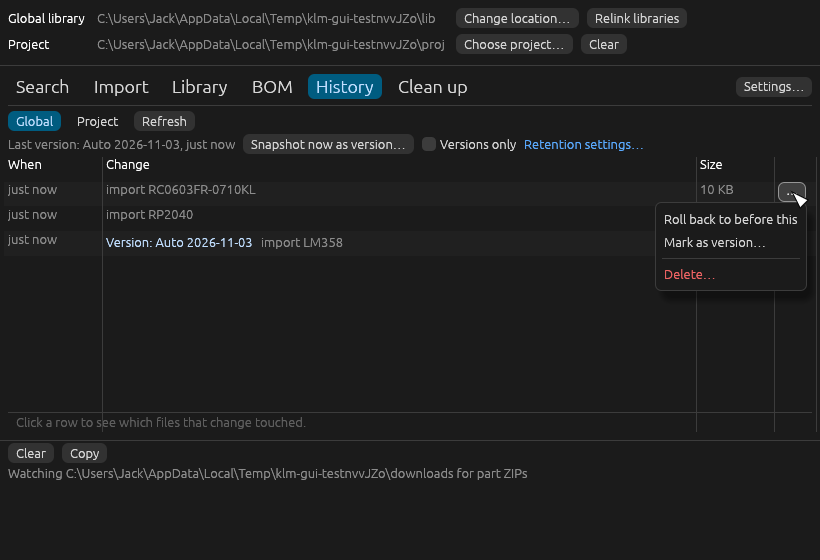 Global library C:\Users\Jack\AppData\Local\Temp\klm-gui-testnvvJZo\lib Change location... Relink libraries
Project C:\Users\Jack\AppData\Local\Temp\klm-gui-testnvvJZo\proj Choose project... Clear
Search Import Library BOM History Clean up Settings...
Global Project Refresh
Last version: Auto 2026-11-03, just now Snapshot now as version... Versions only Retention settings...
When Change Size
just now import RC0603FR-0710KL 10 KB ...
just now import RP2040
just now Version: Auto 2026-11-03 import LM358
Roll back to before this
Mark as version...
Delete...
Click a row to see which files that change touched.
Clear Copy
Watching C:\Users\Jack\AppData\Local\Temp\klm-gui-testnvvJZo\downloads for part ZIPs